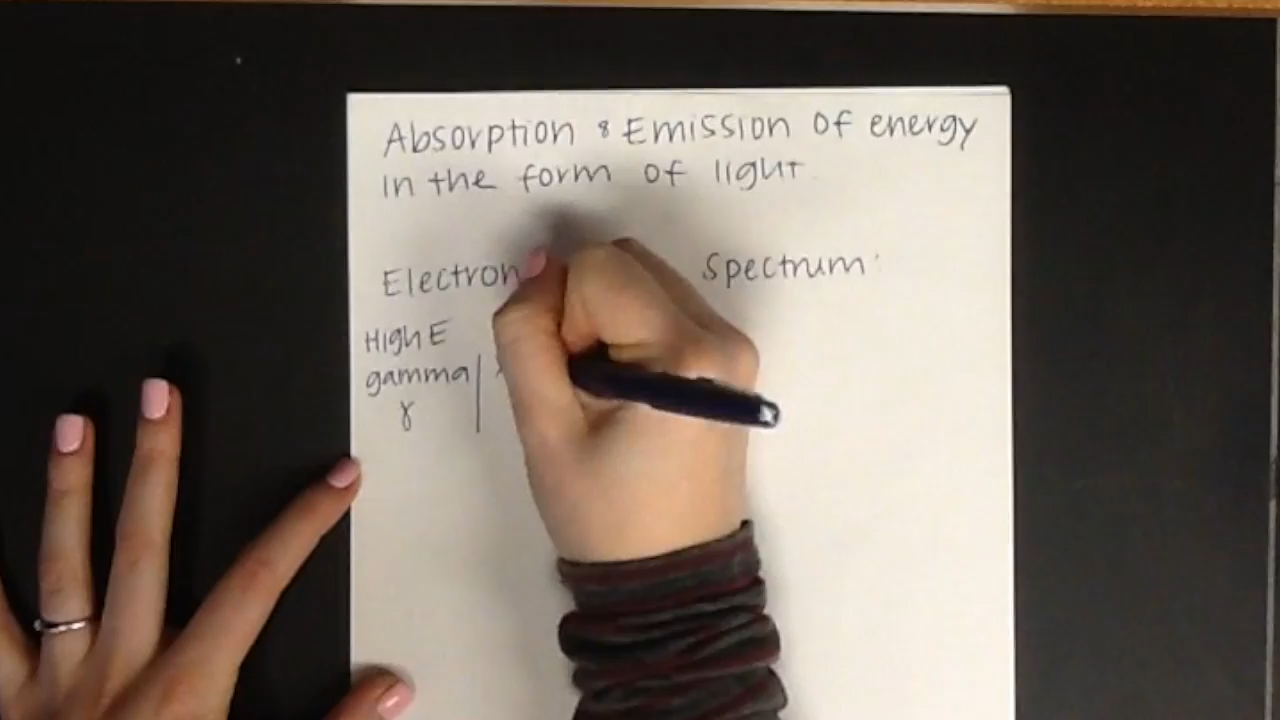 Absorption & Emission of energy
in the form of light
Electron Spectrum
High E
gamma
γ